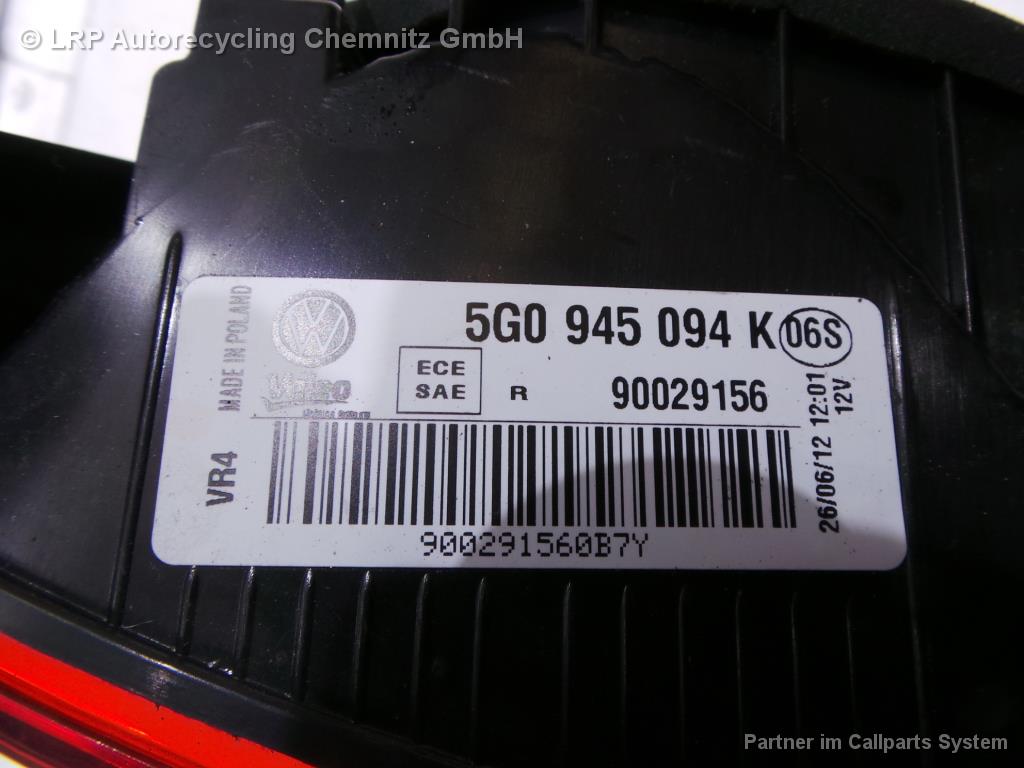 © LRP Autorecycling Chemnitz GmbH
MADE IN POLAND
5G0 945 094 K 06S
Valeo
ECE
SAE
R 90029156
VR4
26/06/12 12:01
12V
900291560B7Y
Partner im Callparts System